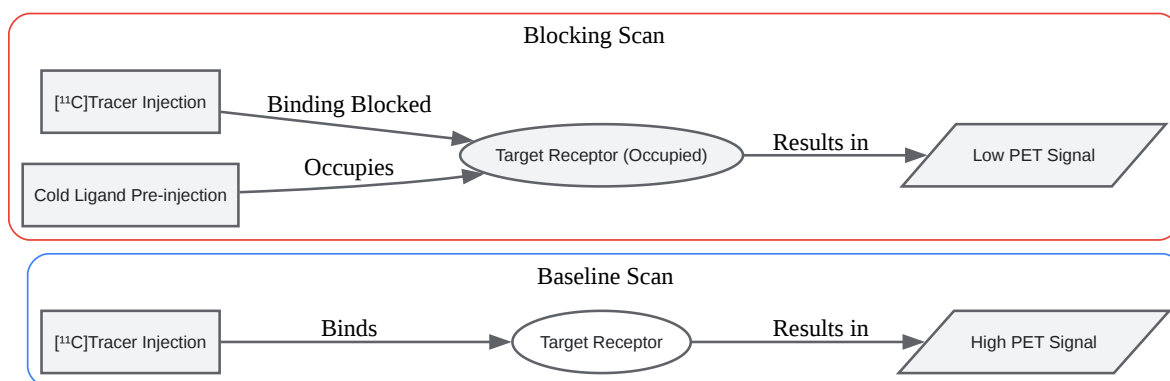 Blocking Scan
[¹¹C]Tracer Injection
Binding Blocked
Cold Ligand Pre-injection
Occupies
Target Receptor (Occupied)
Results in
Low PET Signal
Baseline Scan
[¹¹C]Tracer Injection
Binds
Target Receptor
Results in
High PET Signal